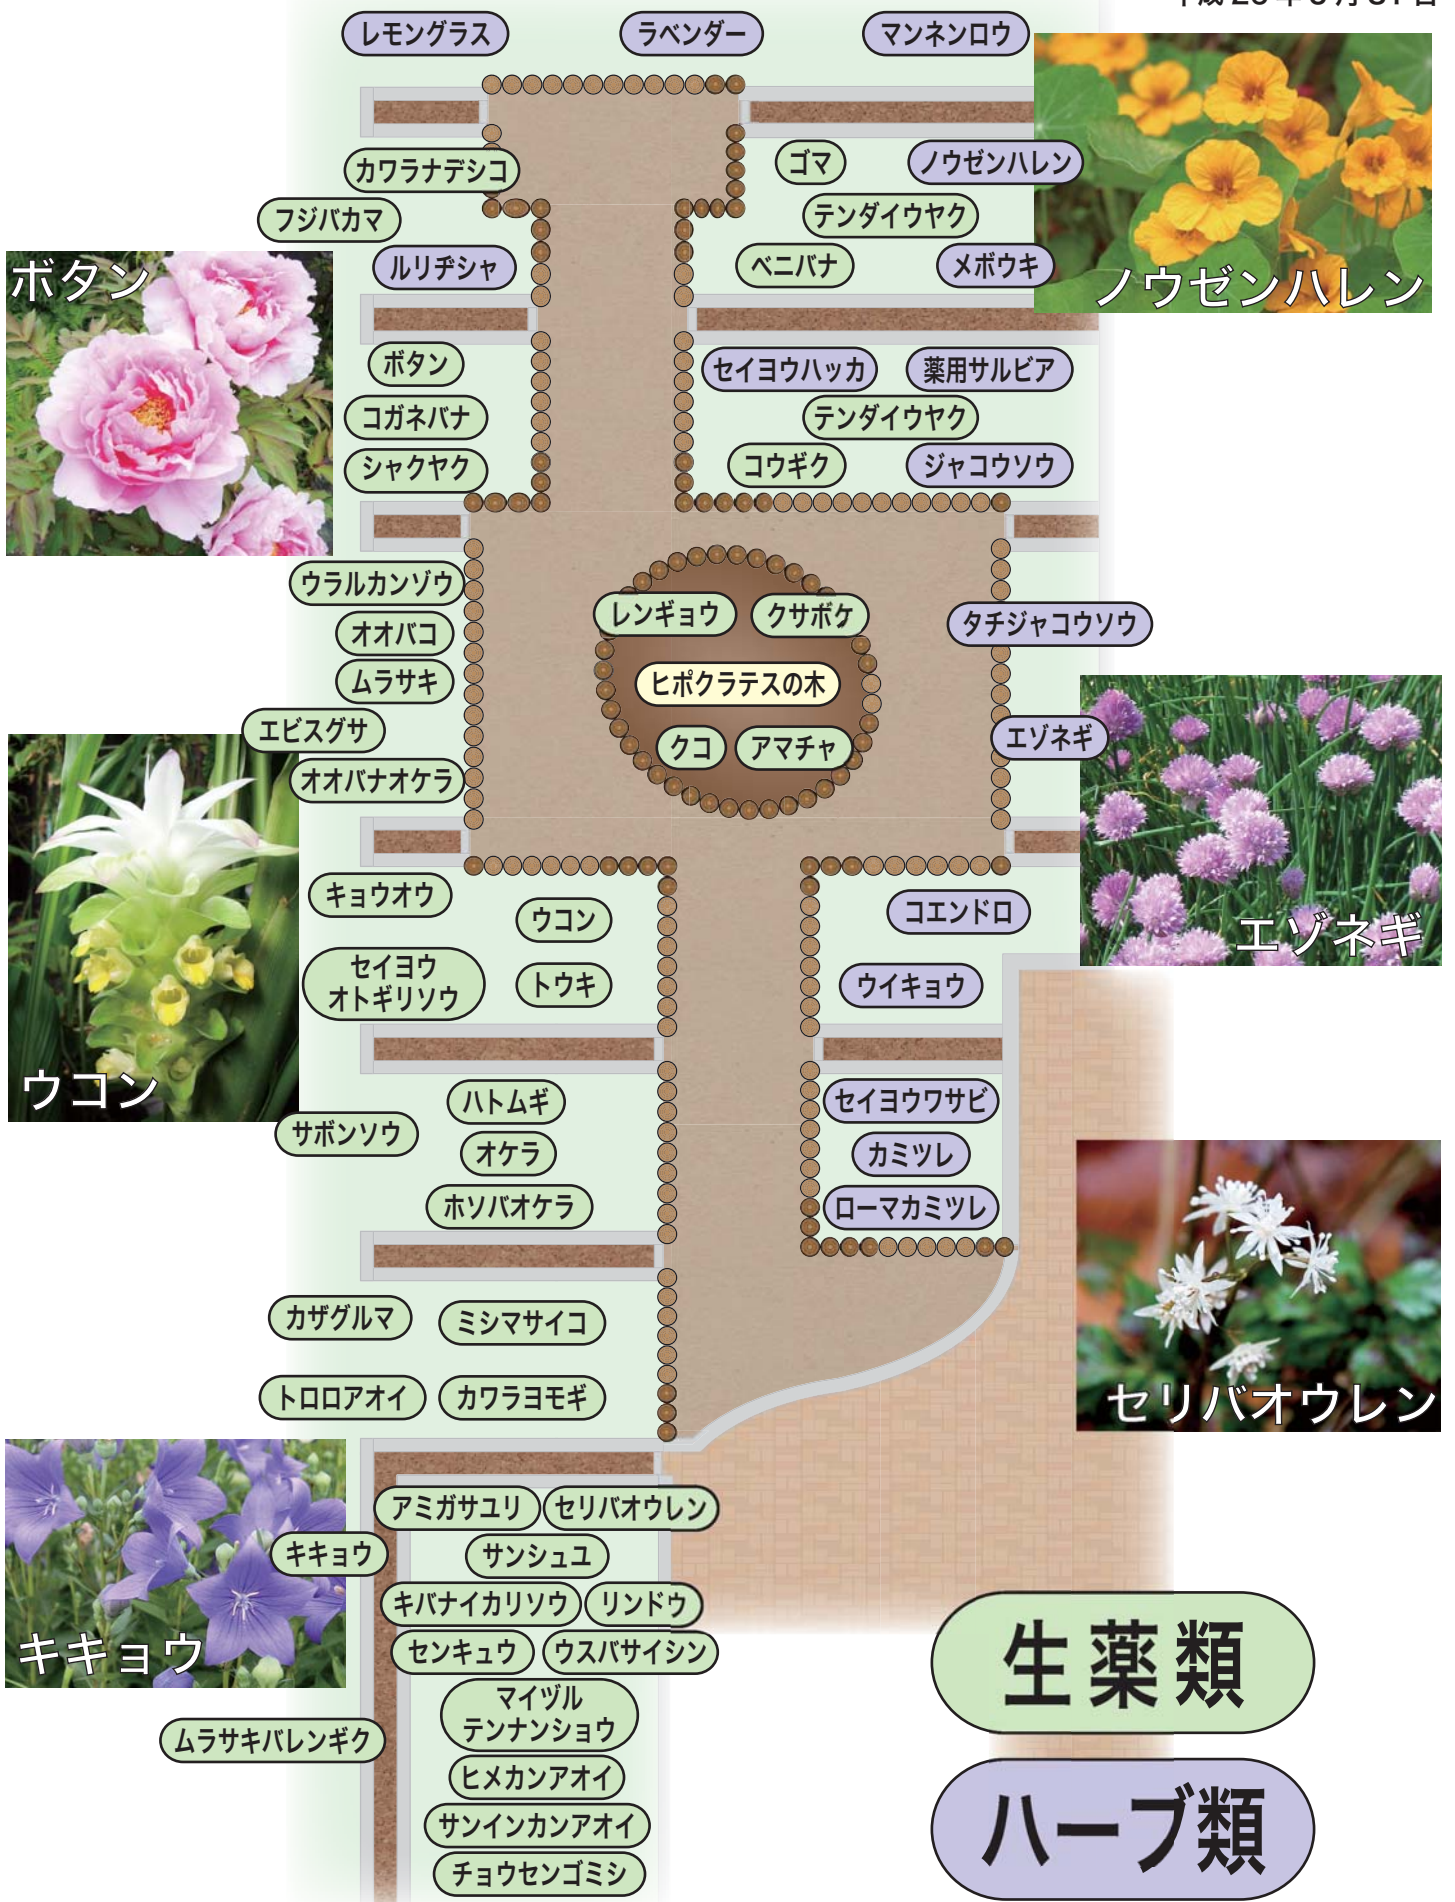 レモングラス
ラベンダー
マンネンロウ
カワラナデシコ
ゴマ
ノウゼンハレン
フジバカマ
テンダイウヤク
ルリヂシャ
ベニバナ
メボウキ
ボタン
ノウゼンハレン
ボタン
セイヨウハッカ
薬用サルビア
コガネバナ
テンダイウヤク
シャクヤク
コウギク
ジャコウソウ
ウラルカンゾウ
レンギョウ
クサボケ
タチジャコウソウ
オオバコ
ムラサキ
ヒポクラテスの木
エビスグサ
クコ
アマチャ
エゾネギ
オオバナオケラ
キョウオウ
ウコン
コエンドロ
エゾネギ
セイヨウ
オトギリソウ
トウキ
ウイキョウ
ウコン
ハトムギ
セイヨウワサビ
サボンソウ
オケラ
カミツレ
ホソバオケラ
ローマカミツレ
カザグルマ
ミシマサイコ
トロロアオイ
カワラヨモギ
セリバオウレン
アミガサユリ
セリバオウレン
キキョウ
サンシュユ
キバナイカリソウ
リンドウ
キキョウ
センキュウ
ウスバサイシン
マイヅル
テンナンショウ
ムラサキバレンギク
ヒメカンアオイ
サンインカンアオイ
チョウセンゴミシ
生薬類
ハーブ類